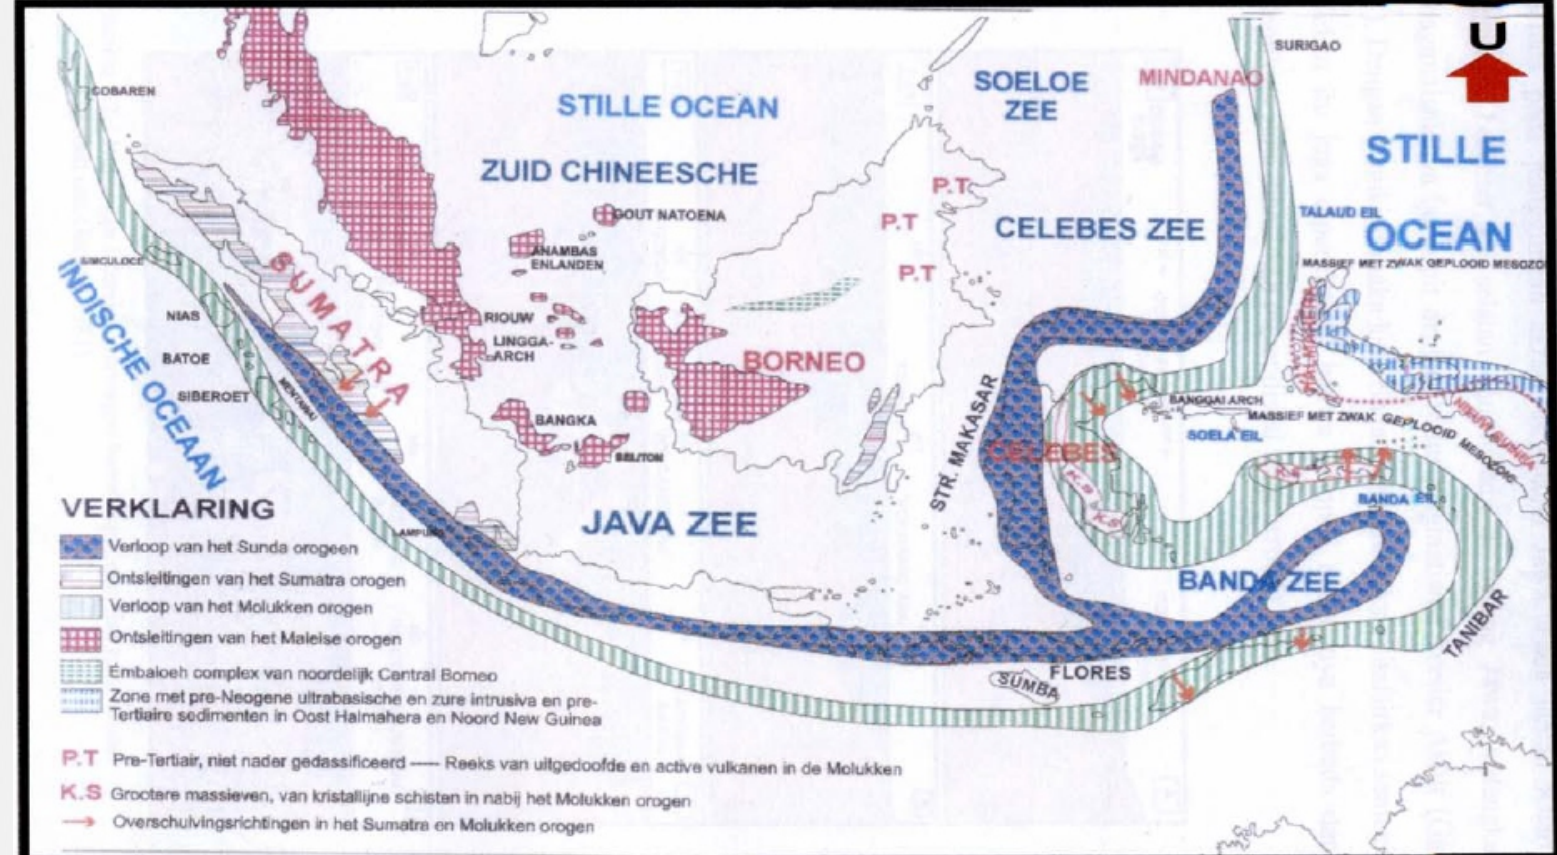 U
SURIGAO
COBAREN
SOELOE
ZEE
MINDANAO
STILLE OCEAN
STILLE
OCEAN
ZUID CHINEESCHE
P.T
P.T
P.T
GOUT NATOENA
CELEBES ZEE
TALAUD EIL
ANAMBAS
ENLANDEN
MASSIEF MET ZWAK GEPLOOID MESOZO
INDISCHE OCEAAN
SUMATRA
NIAS
RIOUW
LINGGA-
ARCH
BATOE
BORNEO
SIBEROET
MENTAWAI
BANGKA
BELITON
STR. MAKASAR
BANGGAI ARCH
MASSIEF MET ZWAK GEPLOOID MESOZOIC
SOELA EIL
CELEBES
K.S
K.S
K.S
BANDA EIL
JAVA ZEE
LAMPUNG
BANDA ZEE
TANIBAR
FLORES
SUMBA
VERKLARING
Verloop van het Sunda orogeen
Ontsleitingen van het Sumatra orogen
Verloop van het Molukken orogen
Ontsleitingen van het Maleise orogen
Embaloeh complex van noordelijk Central Borneo
Zone met pre-Neogene ultrabasische en zure intrusiva en pre-
Tertiaire sedimenten in Oost Halmahera en Noord New Guinea
P.T Pre-Tertiair, niet nader gedassificeerd —— Reeks van uitgedoofde en active vulkanen in de Molukken
K.S Grootere massieven, van kristallijne schisten in nabij het Molukken orogen
Overschuivingsrichtingen in het Sumatra en Molukken orogen